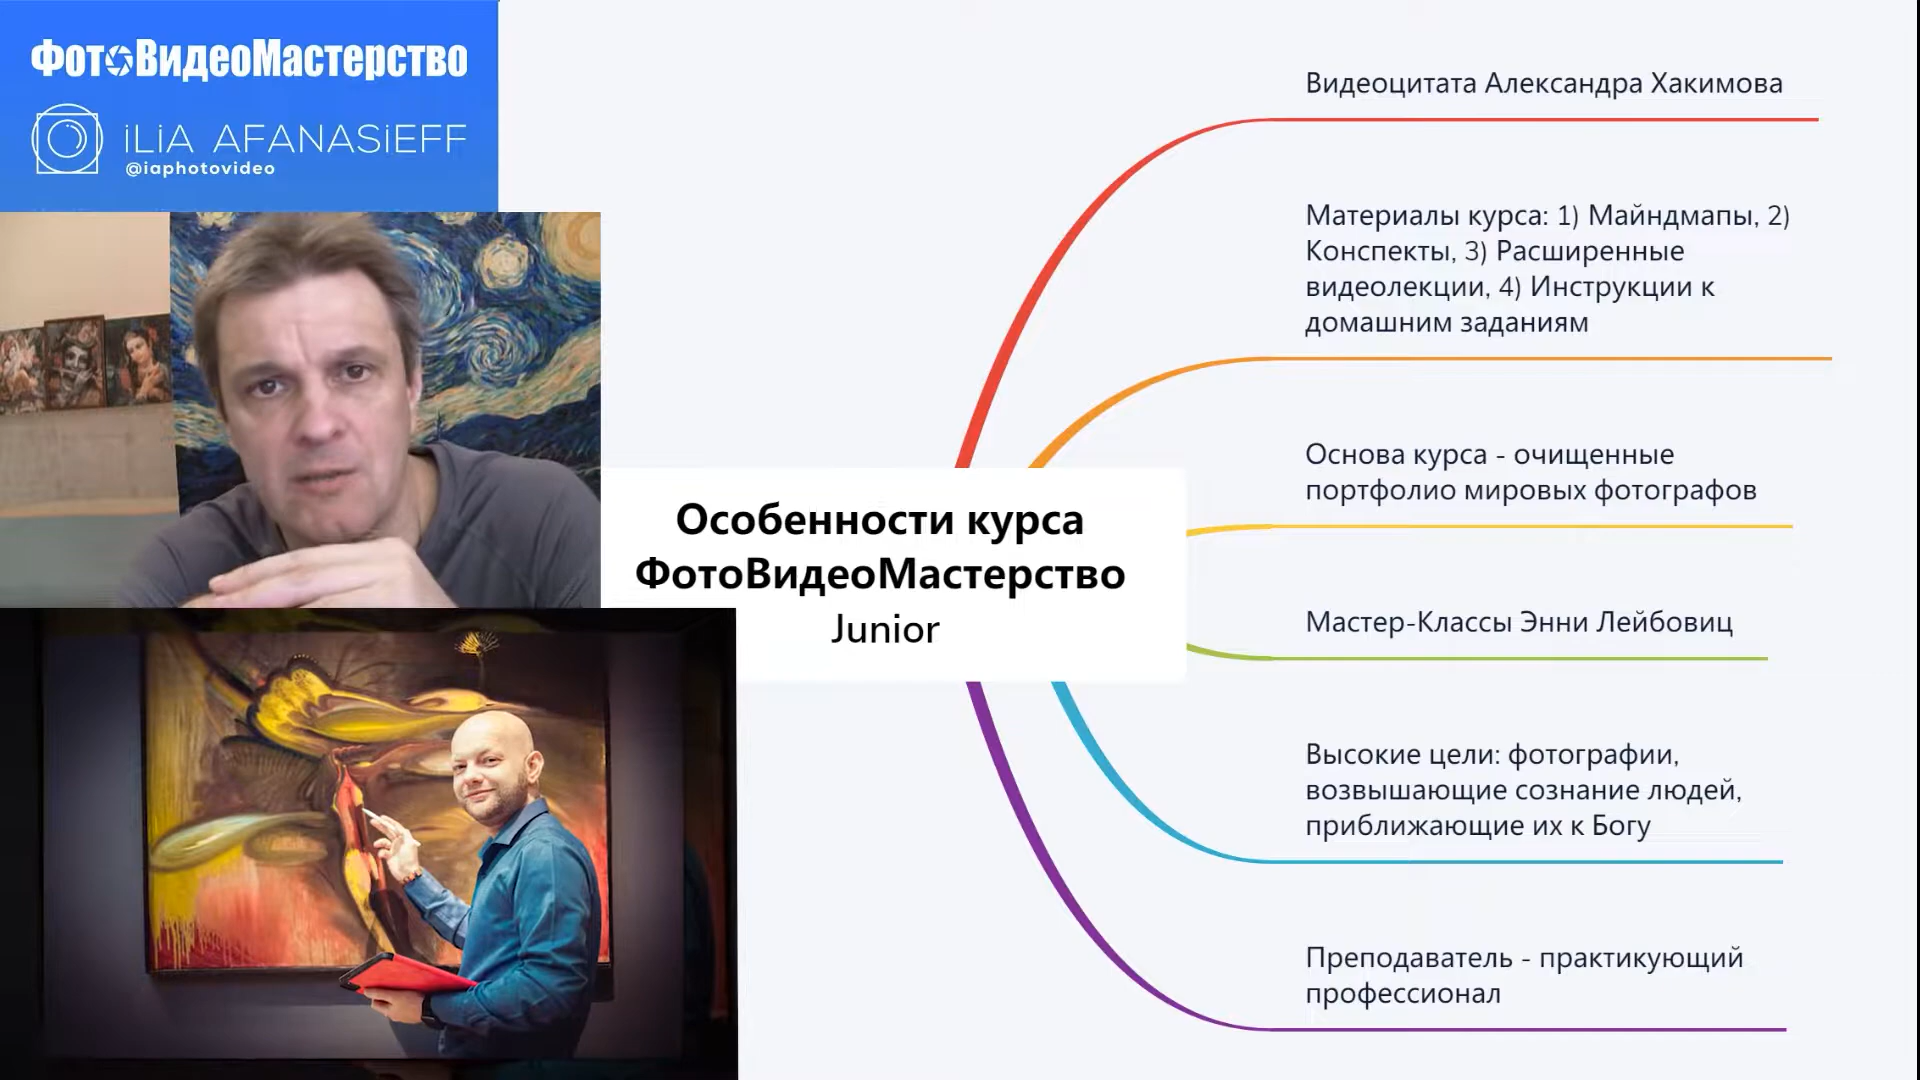 ФотоВидеоМастерство
iLiA AFANASiEFF
@iaphotovideo
Особенности курса
ФотоВидеоМастерство
Junior
Видеоцитата Александра Хакимова
Материалы курса: 1) Майндмапы, 2)
Конспекты, 3) Расширенные
видеолекции, 4) Инструкции к
домашним заданиям
Основа курса - очищенные
портфолио мировых фотографов
Мастер-Классы Энни Лейбовиц
Высокие цели: фотографии,
возвышающие сознание людей,
приближающие их к Богу
Преподаватель - практикующий
профессионал